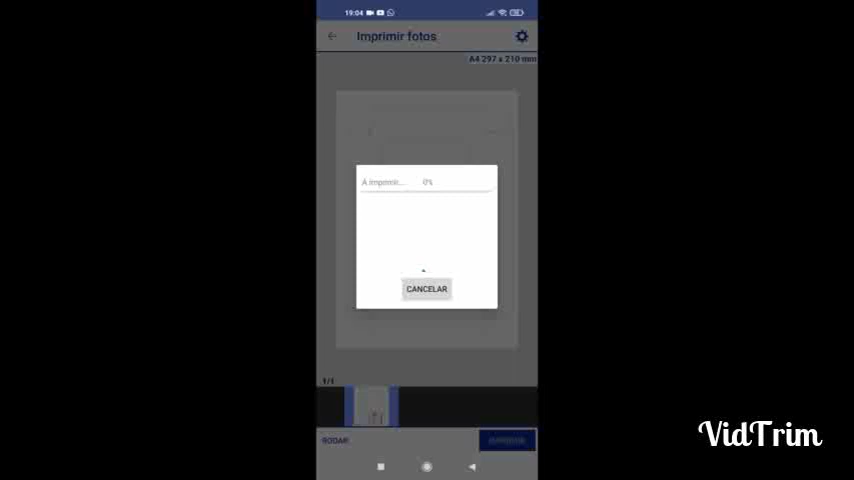 19:04
Imprimir fotos
A4 297 x 210 mm
A imprimir... 0%
CANCELAR
1/1
RODAR
VidTrim